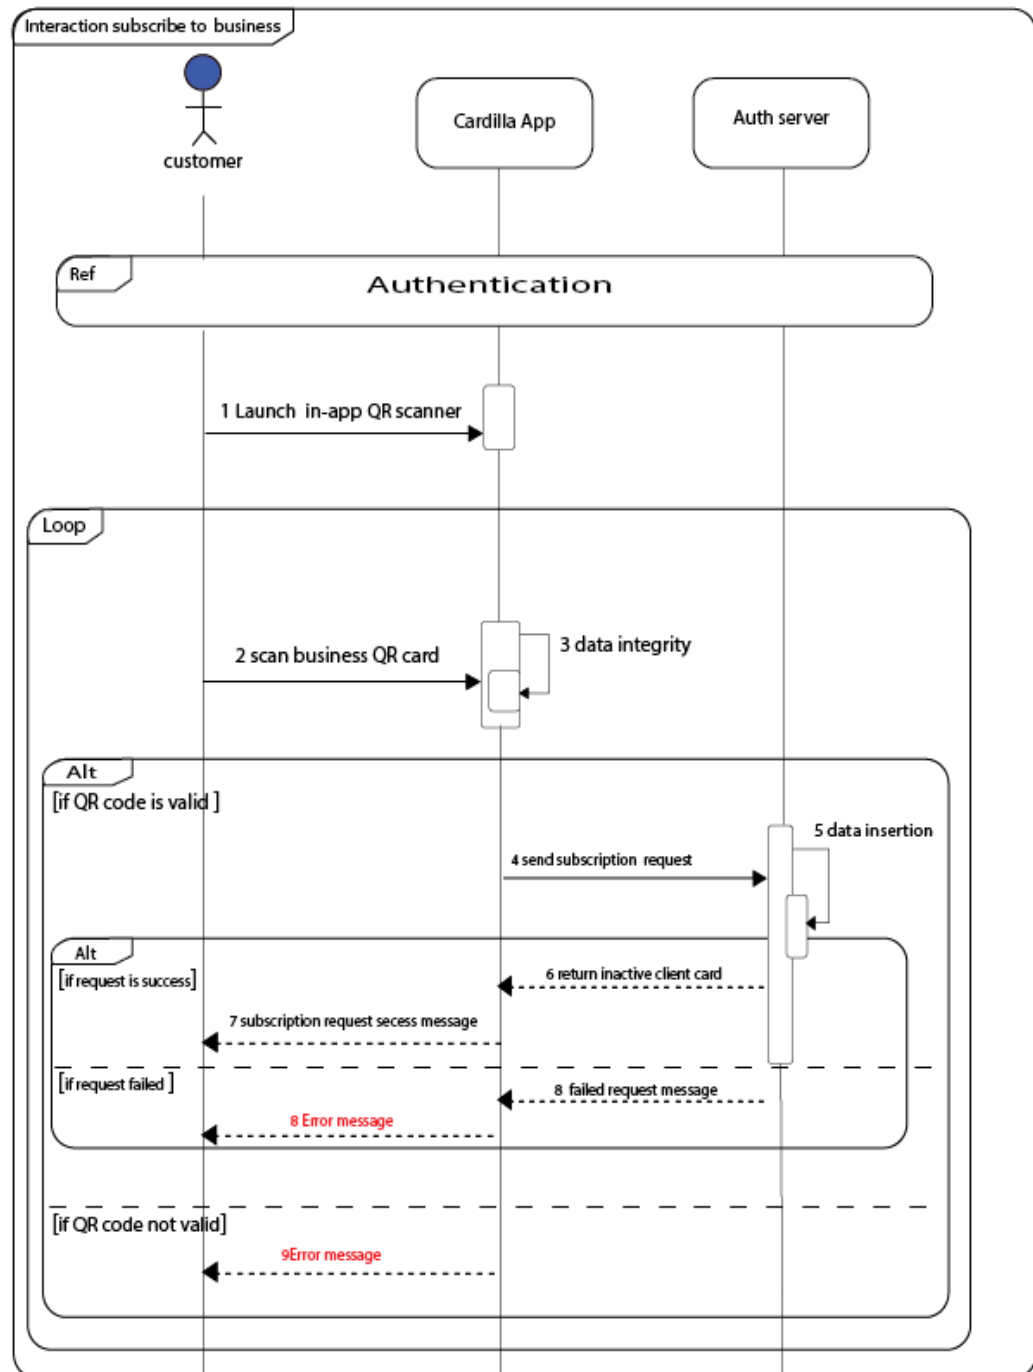 Interaction subscribe to business
customer
Cardilla App
Auth server
Ref
Authentication
1 Launch in-app QR scanner
Loop
2 scan business QR card
3 data integrity
Alt
[if QR code is valid ]
5 data insertion
4 send subscription request
Alt
[if request is success]
6 return inactive client card
7 subscription request secess message
[if request failed ]
8 failed request message
8 Error message
[if QR code not valid]
9Error message